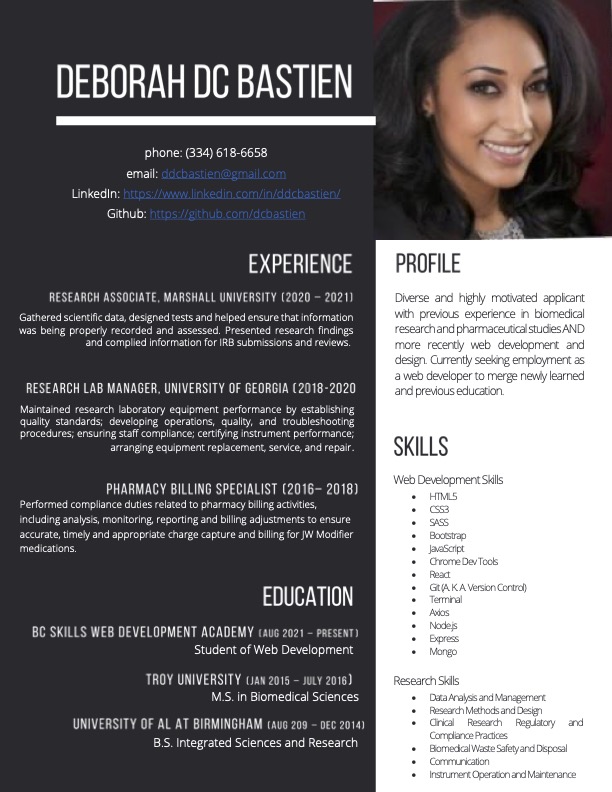 DEBORAH DC BASTIEN
phone: (334) 618-6658
email: ddcbastien@gmail.com
LinkedIn: https://www.linkedin.com/in/ddcbastien/
Github: https://github.com/dcbastien
EXPERIENCE
RESEARCH ASSOCIATE, MARSHALL UNIVERSITY (2020 – 2021)
Gathered scientific data, designed tests and helped ensure that information
was being properly recorded and assessed. Presented research findings
and complied information for IRB submissions and reviews.
RESEARCH LAB MANAGER, UNIVERSITY OF GEORGIA (2018-2020
Maintained research laboratory equipment performance by establishing
quality standards; developing operations, quality, and troubleshooting
procedures; ensuring staff compliance; certifying instrument performance;
arranging equipment replacement, service, and repair.
PHARMACY BILLING SPECIALIST (2016– 2018)
Performed compliance duties related to pharmacy billing activities,
including analysis, monitoring, reporting and billing adjustments to ensure
accurate, timely and appropriate charge capture and billing for JW Modifier
medications.
EDUCATION
BC SKILLS WEB DEVELOPMENT ACADEMY (AUG 2021 – PRESENT)
Student of Web Development
TROY UNIVERSITY (JAN 2015 – JULY 2016)
M.S. in Biomedical Sciences
UNIVERSITY OF AL AT BIRMINGHAM (AUG 209 – DEC 2014)
B.S. Integrated Sciences and Research
PROFILE
Diverse and highly motivated applicant
with previous experience in biomedical
research and pharmaceutical studies AND
more recently web development and
design. Currently seeking employment as
a web developer to merge newly learned
and previous education.
SKILLS
Web Development Skills
• HTML5
• CSS3
• SASS
• Bootstrap
• JavaScript
• Chrome Dev Tools
• React
• Git (A. K. A. Version Control)
• Terminal
• Axios
• Node.js
• Express
• Mongo
Research Skills
• Data Analysis and Management
• Research Methods and Design
• Clinical Research Regulatory and
Compliance Practices
• Biomedical Waste Safety and Disposal
• Communication
• Instrument Operation and Maintenance